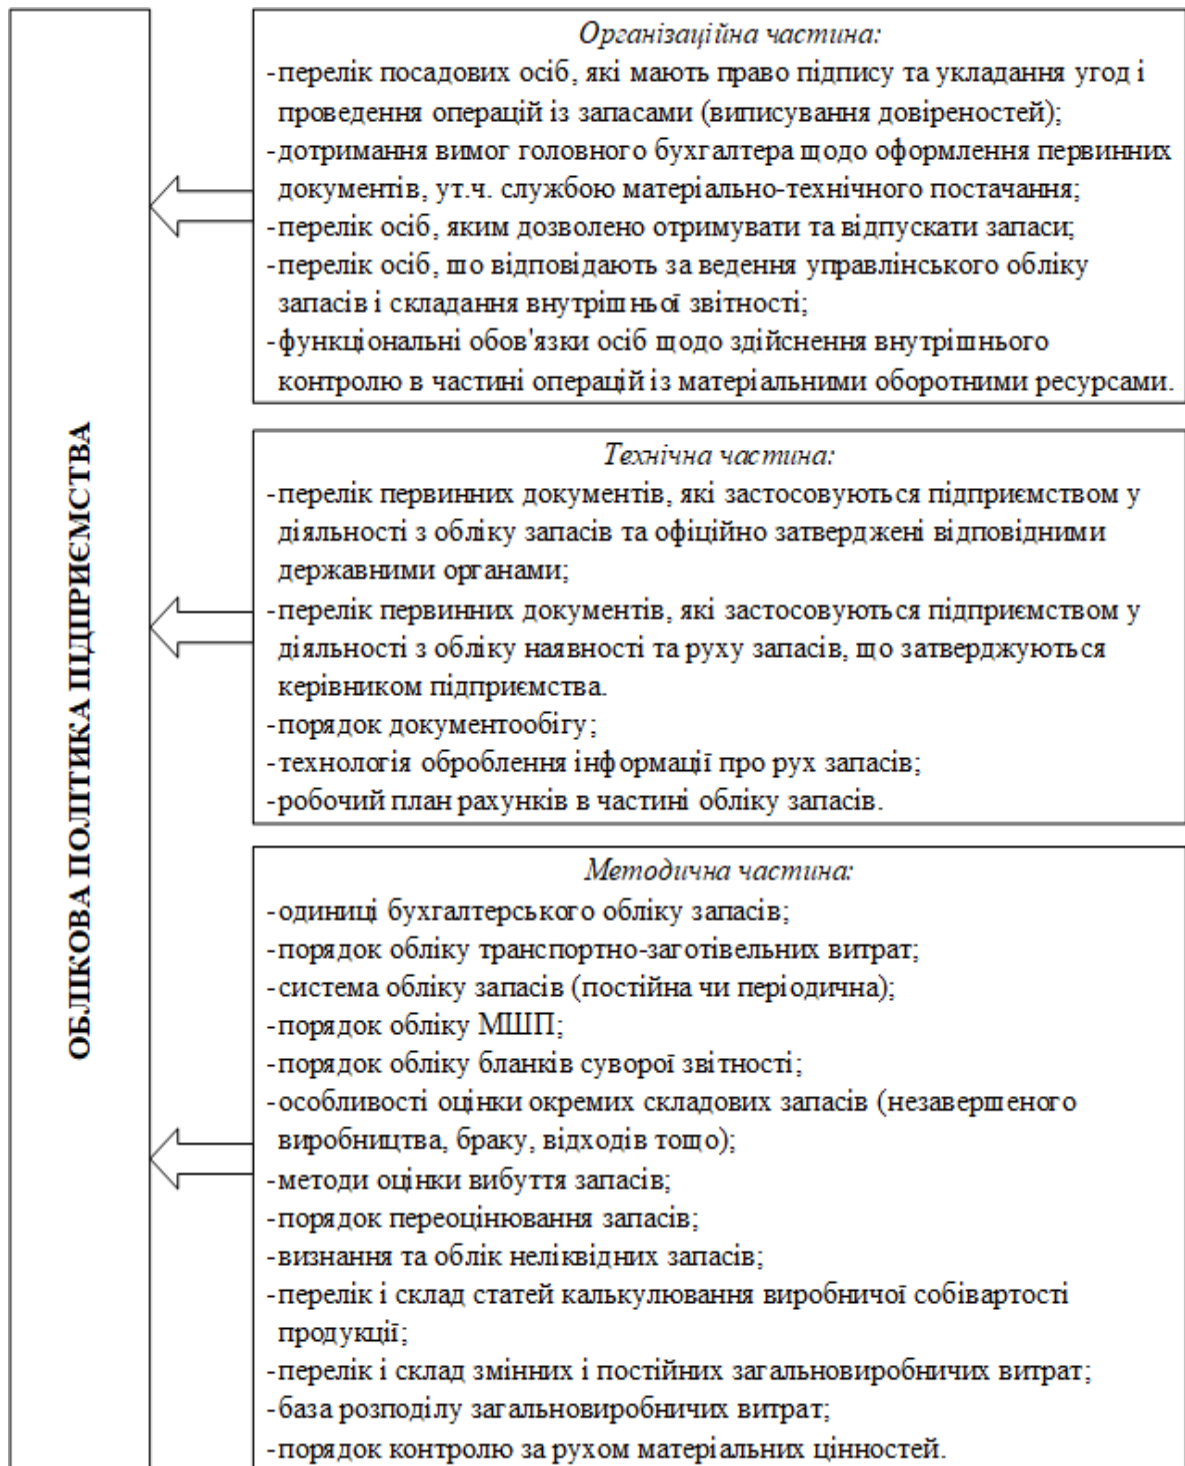 ОБЛІКОВА ПОЛІТИКА ПІДПРИЄМСТВА
Організаційна частина:
-перелік посадових осіб, які мають право підпису та укладання угод і
проведення операцій із запасами (виписування довіреностей);
-дотримання вимог головного бухгалтера щодо оформлення первинних
документів, ут.ч. службою матеріально-технічного постачання;
-перелік осіб, яким дозволено отримувати та відпускати запаси;
-перелік осіб, що відповідають за ведення управлінського обліку
запасів і складання внутрішньої звітності;
-функціональні обов'язки осіб щодо здійснення внутрішнього
контролю в частині операцій із матеріальними оборотними ресурсами.
Технічна частина:
-перелік первинних документів, які застосовуються підприємством у
діяльності з обліку запасів та офіційно затверджені відповідними
державними органами;
-перелік первинних документів, які застосовуються підприємством у
діяльності з обліку наявності та руху запасів, що затверджуються
керівником підприємства.
-порядок документообігу;
-технологія оброблення інформації про рух запасів;
-робочий план рахунків в частині обліку запасів.
Методична частина:
-одиниці бухгалтерського обліку запасів;
-порядок обліку транспортно-заготівельних витрат;
-система обліку запасів (постійна чи періодична);
-порядок обліку МШП;
-порядок обліку бланків суворої звітності;
-особливості оцінки окремих складових запасів (незавершеного
виробництва, браку, відходів тощо);
-методи оцінки вибуття запасів;
-порядок переоцінювання запасів;
-визнання та облік неліквідних запасів;
-перелік і склад статей калькулювання виробничої собівартості
продукції;
-перелік і склад змінних і постійних загальновиробничих витрат;
-база розподілу загальновиробничих витрат;
-порядок контролю за рухом матеріальних цінностей.